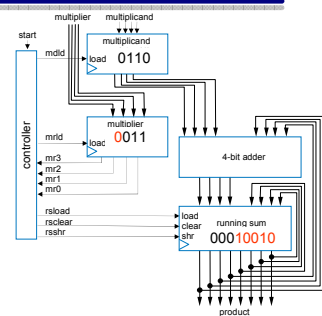 multiplier multiplicand
start
multiplicand
mdld
load
0110
controller
multiplier
mrld
load
0011
mr3
mr2
mr1
mr0
4-bit adder
rsload
rsclear
rsshr
load
clear
shr
running sum
00010010
product